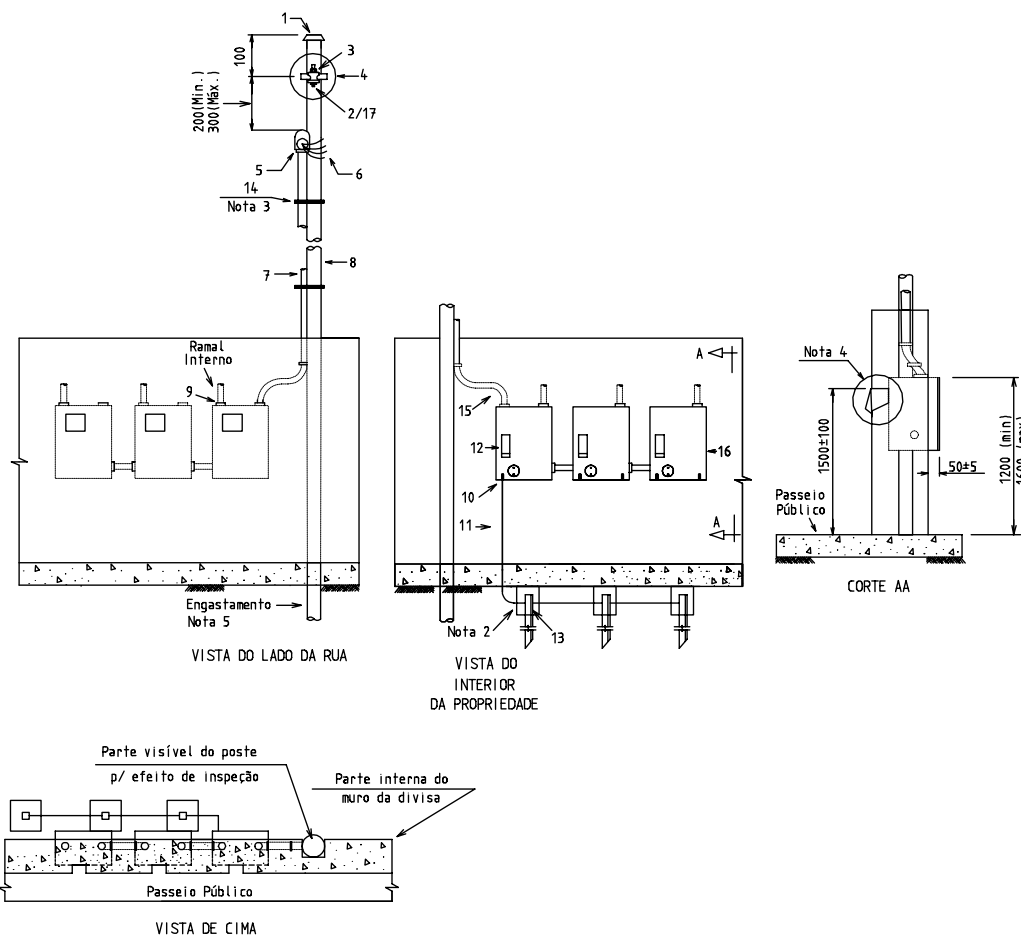 1
100
3
4
200(Mín.)
300(Máx.)
2/17
5
6
14
Nota 3
7
8
Ramal
Interno
9
Engastamento
Nota 5
VISTA DO LADO DA RUA
A
15
12
16
10
11
A
Nota 2
13
VISTA DO
INTERIOR
DA PROPRIEDADE
Nota 4
1500±100
50±5
1200 (min)
Passeio
Público
CORTE AA
Parte visível do poste
p/ efeito de inspeção
Parte interna do
muro da divisa
Passeio Público
VISTA DE CIMA